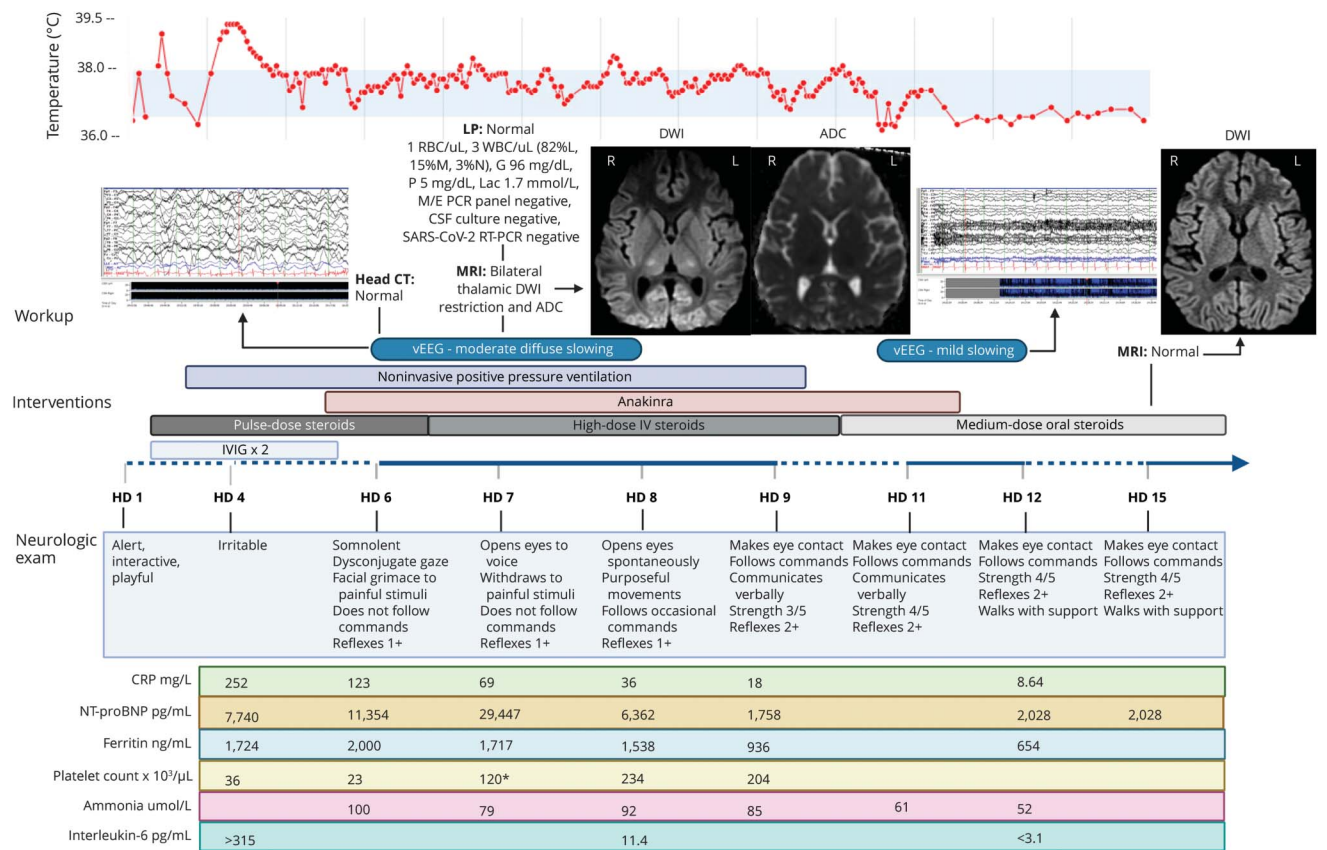 Temperature (°C)
39.5 --
38.0 --
36.0 --
LP: Normal
1 RBC/uL, 3 WBC/uL (82%L,
15%M, 3%N), G 96 mg/dL,
P 5 mg/dL, Lac 1.7 mmol/L,
M/E PCR panel negative,
CSF culture negative,
SARS-CoV-2 RT-PCR negative
DWI
ADC
DWI
R L
R L
R L
Head CT:
Normal
MRI: Bilateral
thalamic DWI
restriction and ADC
Workup
vEEG - moderate diffuse slowing
vEEG - mild slowing
MRI: Normal
Interventions
Noninvasive positive pressure ventilation
Anakinra
Pulse-dose steroids
High-dose IV steroids
Medium-dose oral steroids
IVIG x 2
HD 1 HD 4 HD 6 HD 7 HD 8 HD 9 HD 11 HD 12 HD 15
Neurologic
exam
Alert,
interactive,
playful
Irritable
Somnolent
Dysconjugate gaze
Facial grimace to
painful stimuli
Does not follow
commands
Reflexes 1+
Opens eyes to
voice
Withdraws to
painful stimuli
Does not follow
commands
Reflexes 1+
Opens eyes
spontaneously
Purposeful
movements
Follows occasional
commands
Reflexes 1+
Makes eye contact
Follows commands
Communicates
verbally
Strength 3/5
Reflexes 2+
Makes eye contact
Follows commands
Communicates
verbally
Strength 4/5
Reflexes 2+
Makes eye contact
Follows commands
Strength 4/5
Reflexes 2+
Walks with support
Makes eye contact
Follows commands
Strength 4/5
Reflexes 2+
Walks with support
CRP mg/L 252 123 69 36 18 8.64
NT-proBNP pg/mL 7,740 11,354 29,447 6,362 1,758 2,028 2,028
Ferritin ng/mL 1,724 2,000 1,717 1,538 936 654
Platelet count x 10³/μL 36 23 120* 234 204
Ammonia umol/L 100 79 92 85 61 52
Interleukin-6 pg/mL >315 11.4 <3.1